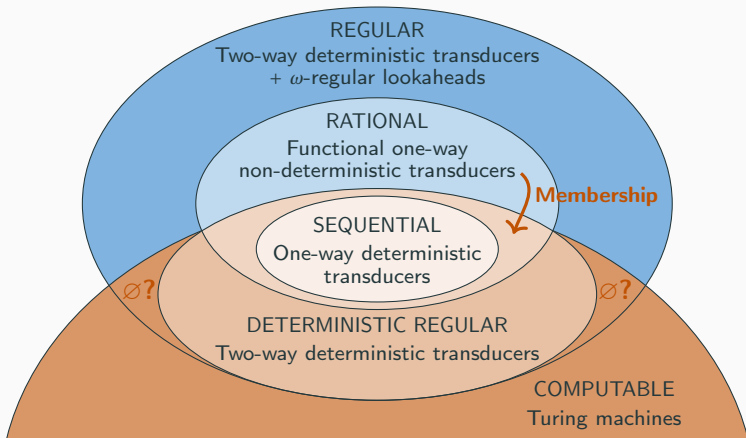 REGULAR
Two-way deterministic transducers
+ ω-regular lookaheads
RATIONAL
Functional one-way
non-deterministic transducers
Membership
SEQUENTIAL
One-way deterministic
transducers
∅?
∅?
DETERMINISTIC REGULAR
Two-way deterministic transducers
COMPUTABLE
Turing machines